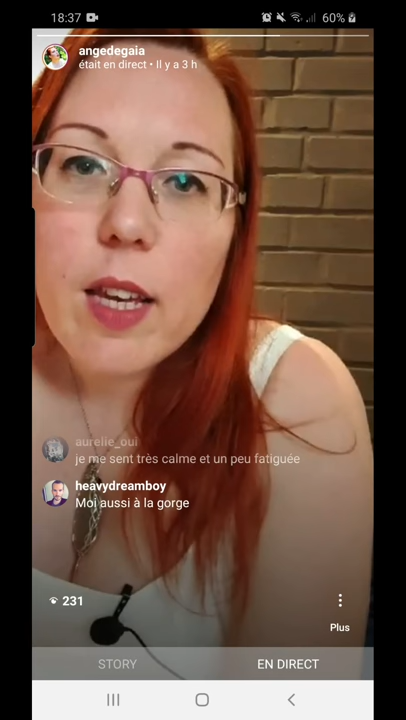 18:37
60%
angedegaia
était en direct • Il y a 3 h
aurelie_oui
je me sent très calme et un peu fatiguée
heavydreamboy
Moi aussi à la gorge
231
Plus
STORY
EN DIRECT